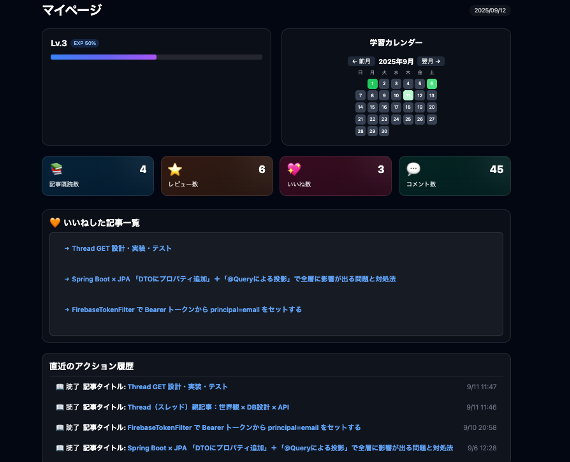 マイページ
2025/09/12
Lv.3 EXP 50%
学習カレンダー
← 前月 2025年9月 翌月 →
日 月 火 水 木 金 土
1 2 3 4 5 6
7 8 9 10 11 12 13
14 15 16 17 18 19 20
21 22 23 24 25 26 27
28 29 30
4
記事既読数
6
レビュー数
3
いいね数
45
コメント数
いいねした記事一覧
→ Thread GET 設計・実装・テスト
→ Spring Boot × JPA 「DTOにプロパティ追加」＋「@Queryによる投影」で全層に影響が出る問題と対処法
→ FirebaseTokenFilter で Bearer トークンから principal=email をセットする
直近のアクション履歴
読了 記事タイトル: Thread GET 設計・実装・テスト 9/11 11:47
読了 記事タイトル: Thread（スレッド）親記事：世界観 × DB設計 × API 9/11 11:46
読了 記事タイトル: FirebaseTokenFilter で Bearer トークンから principal=email をセットする 9/10 20:58
読了 記事タイトル: Spring Boot × JPA 「DTOにプロパティ追加」＋「@Queryによる投影」で全層に影響が出る問題と対処法 9/6 12:28